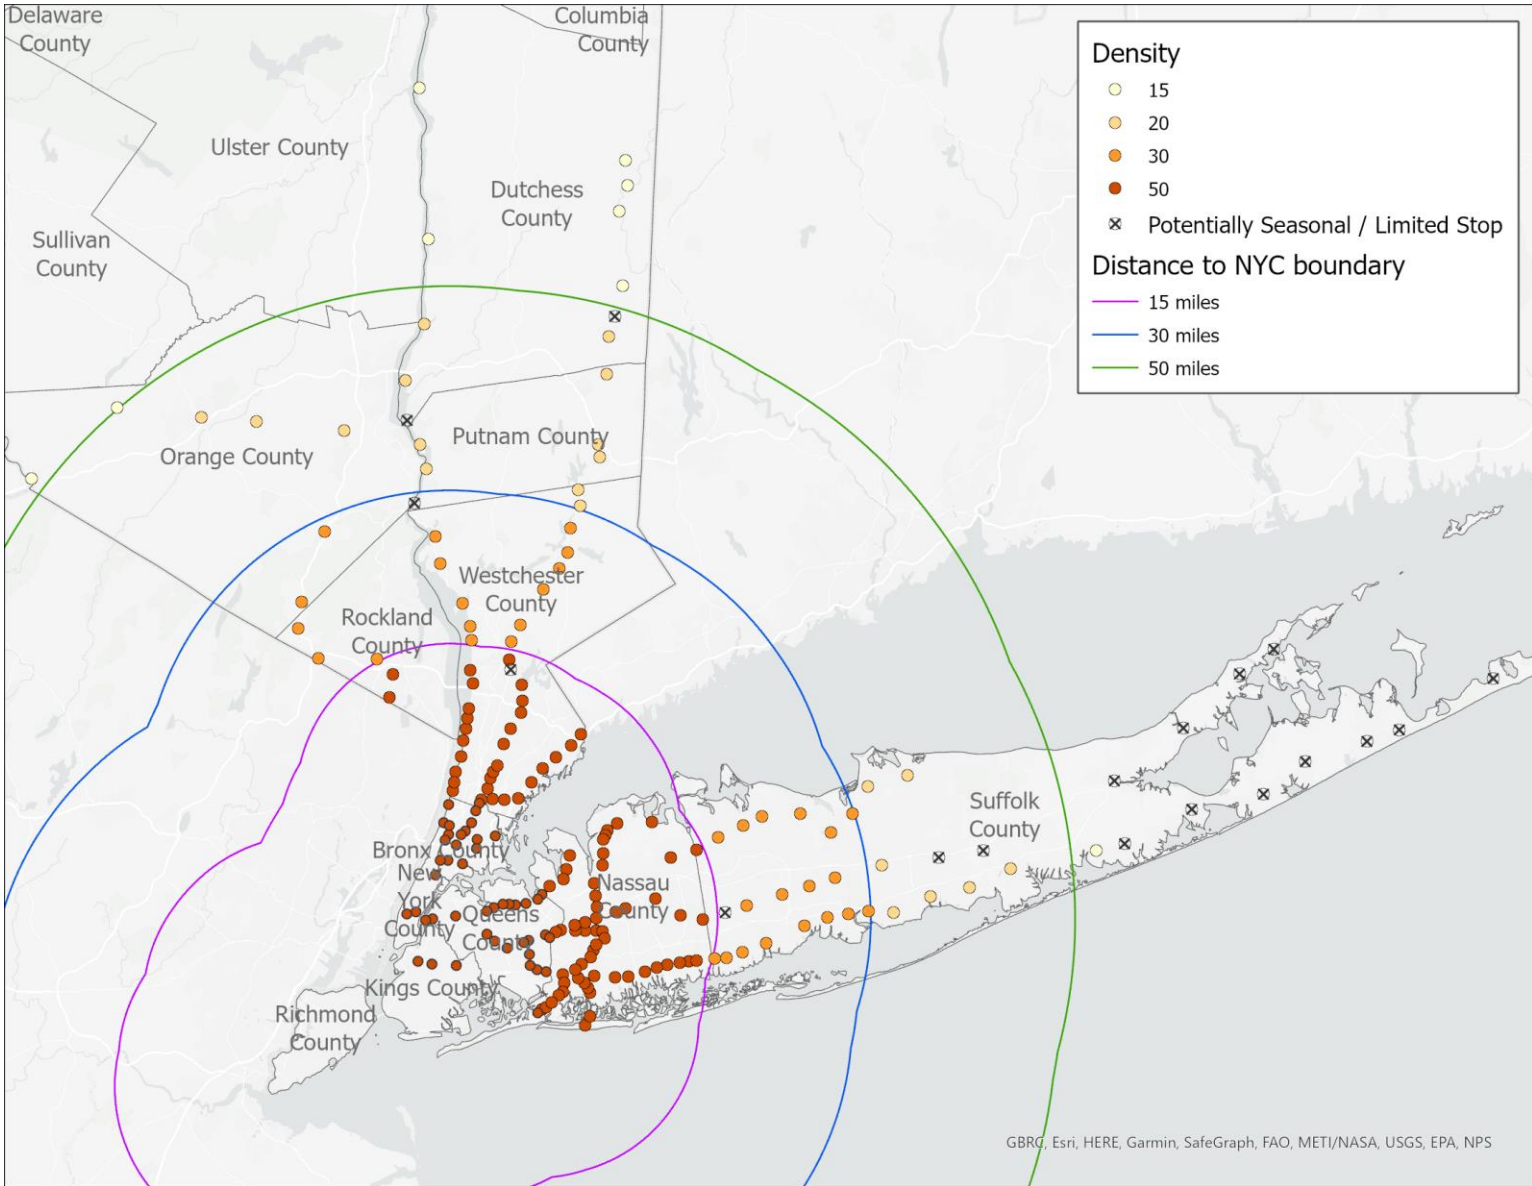 Delaware
County
Columbia
County
Density
15
20
30
50
Potentially Seasonal / Limited Stop
Distance to NYC boundary
15 miles
30 miles
50 miles
Ulster County
Dutchess
County
Sullivan
County
Putnam County
Orange County
Westchester
County
Rockland
County
Suffolk
County
Bronx County
New
York
County
Nassau
County
Queens
County
Kings County
Richmond
County
GBRC, Esri, HERE, Garmin, SafeGraph, FAO, METI/NASA, USGS, EPA, NPS